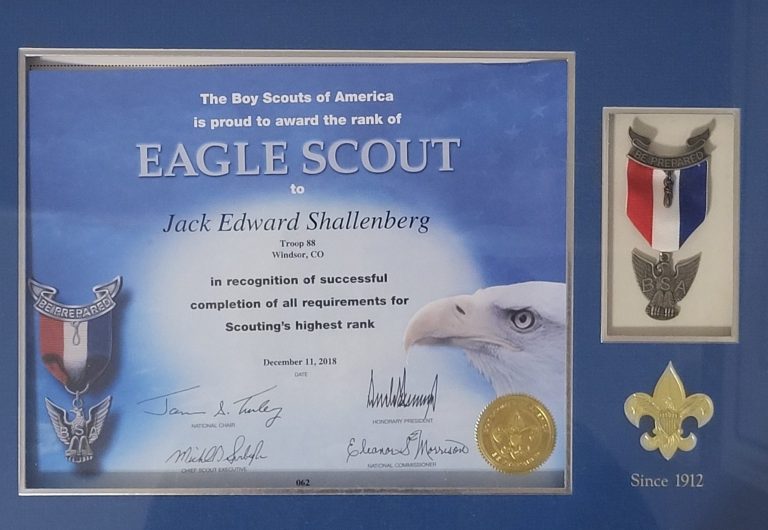 The Boy Scouts of America
is proud to award the rank of
EAGLE SCOUT
to
Jack Edward Shallenberg
Troop 88
Windsor, CO
in recognition of successful
completion of all requirements for
Scouting's highest rank
December 11, 2018
DATE
NATIONAL CHAIR
HONORARY PRESIDENT
Eleanor S Morrison
CHIEF SCOUT EXECUTIVE
NATIONAL COMMISSIONER
062
BE PREPARED
BE PREPARED
BSA
Since 1912